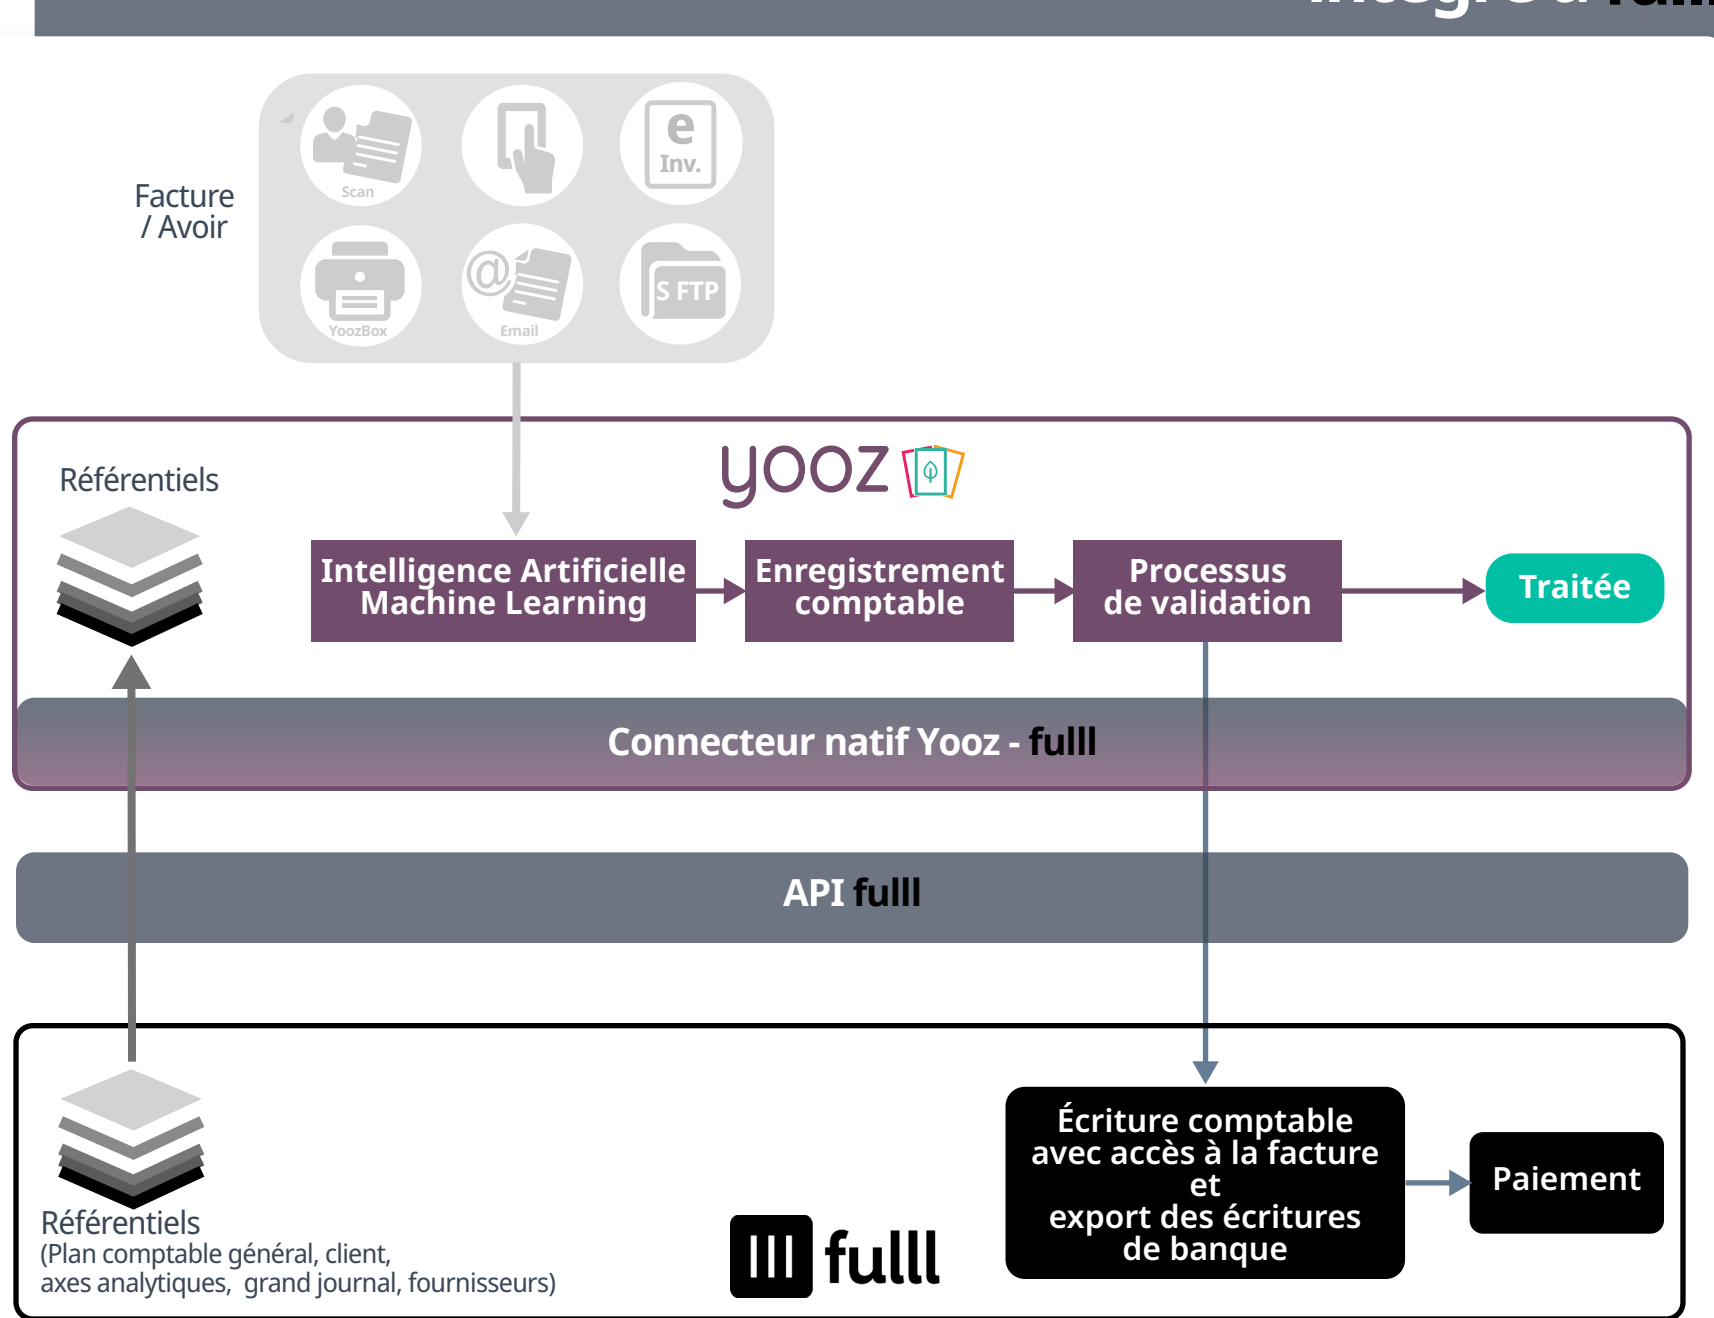 intégré à fulll
Facture
/ Avoir
Scan
e
Inv.
YoozBox
@
Email
S FTP
Référentiels
yooz
Intelligence Artificielle
Machine Learning
Enregistrement
comptable
Processus
de validation
Traitée
Connecteur natif Yooz - fulll
API fulll
Écriture comptable
avec accès à la facture
et
export des écritures
de banque
Paiement
Référentiels
(Plan comptable général, client,
axes analytiques, grand journal, fournisseurs)
fulll